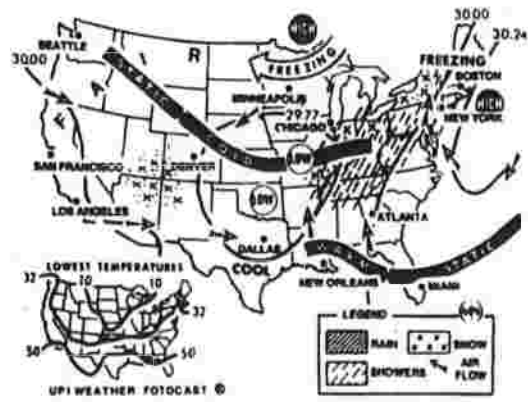 SEATTLE
30.00
F A I R
HIGH
FREEZING
MINNEAPOLIS
29.77
CHICAGO
30.00
30.24
FREEZING
BOSTON
HIGH
NEW YORK
SAN FRANCISCO
DENVER
LOW
LOW
LOS ANGELES
ATLANTA
DALLAS
COOL
STATIC
NEW ORLEANS
MIAMI
LOWEST TEMPERATURES
32
10
10
32
50
50
UPI WEATHER FOTOCAST ©
LEGEND
RAIN
SNOW
SHOWERS
AIR
FLOW